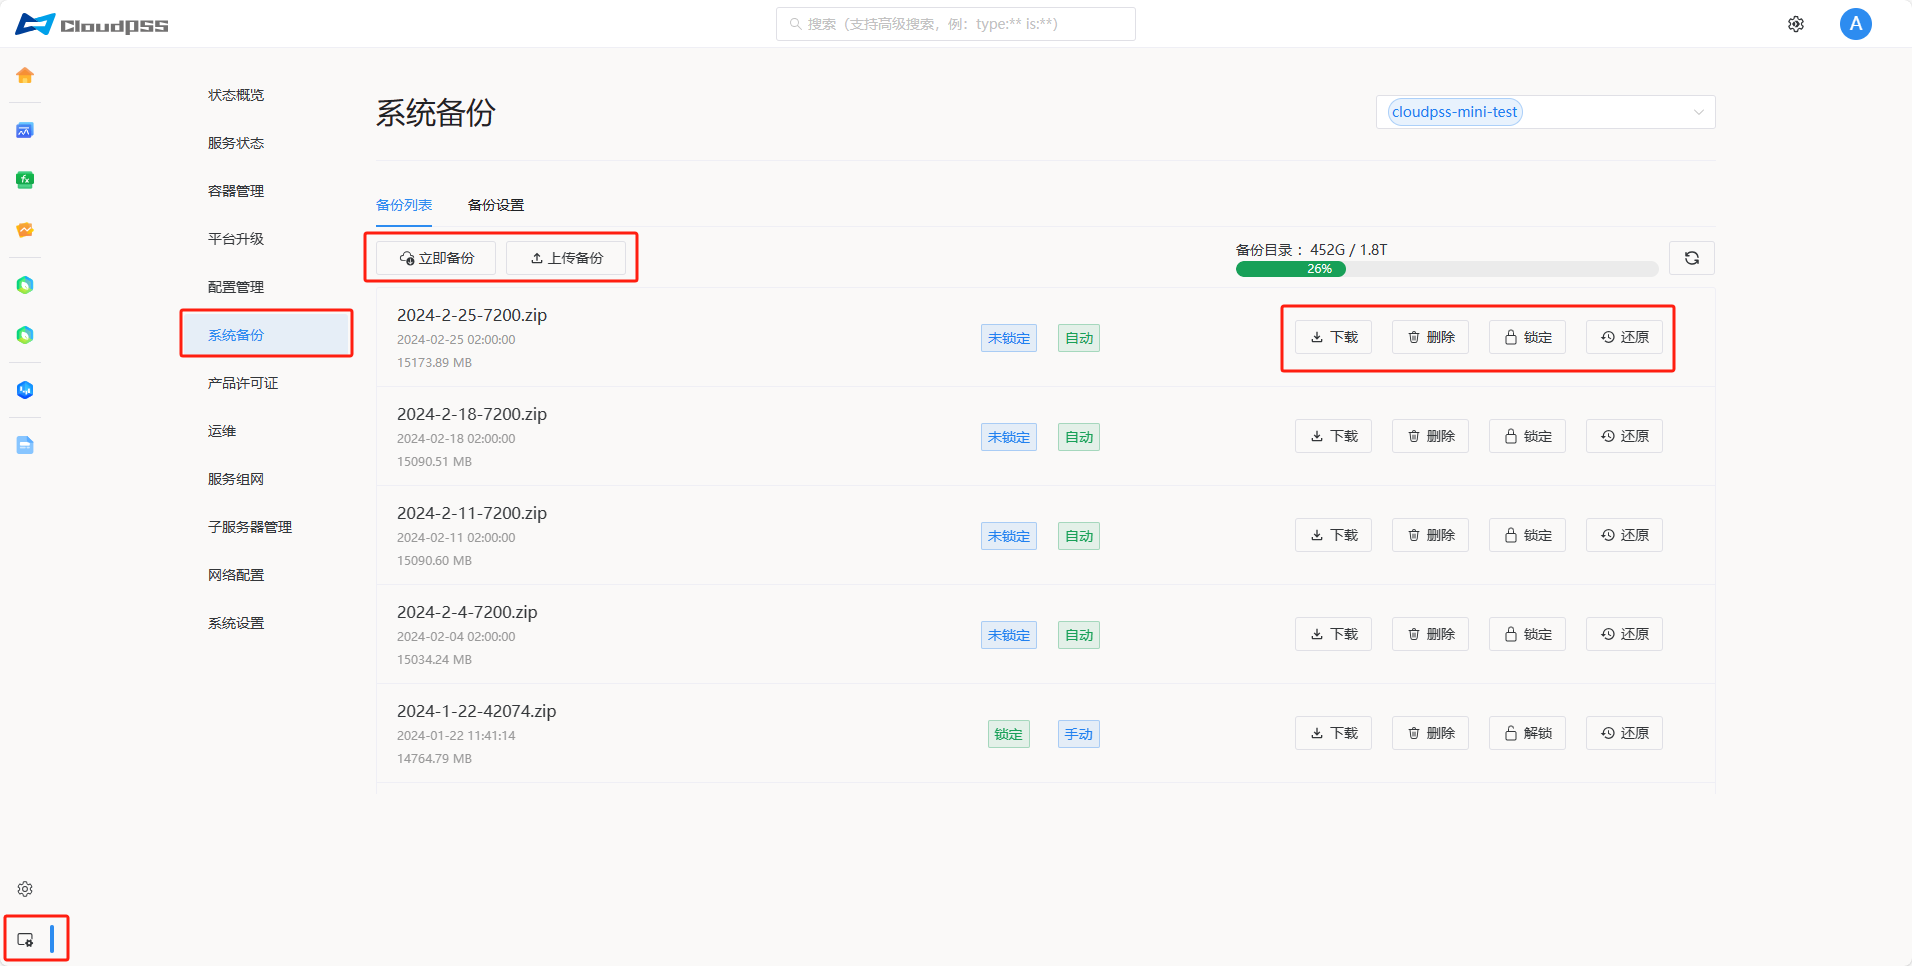 CloudPSS
搜索（支持高级搜索，例：type:** is:**）
A
状态概览
服务状态
容器管理
平台升级
配置管理
系统备份
产品许可证
运维
服务组网
子服务器管理
网络配置
系统设置
系统备份
cloudpss-mini-test
备份列表 备份设置
立即备份 上传备份
备份目录： 452G / 1.8T
26%
2024-2-25-7200.zip
2024-02-25 02:00:00
15173.89 MB
未锁定 自动 下载 删除 锁定 还原
2024-2-18-7200.zip
2024-02-18 02:00:00
15090.51 MB
未锁定 自动 下载 删除 锁定 还原
2024-2-11-7200.zip
2024-02-11 02:00:00
15090.60 MB
未锁定 自动 下载 删除 锁定 还原
2024-2-4-7200.zip
2024-02-04 02:00:00
15034.24 MB
未锁定 自动 下载 删除 锁定 还原
2024-1-22-42074.zip
2024-01-22 11:41:14
14764.79 MB
锁定 手动 下载 删除 解锁 还原